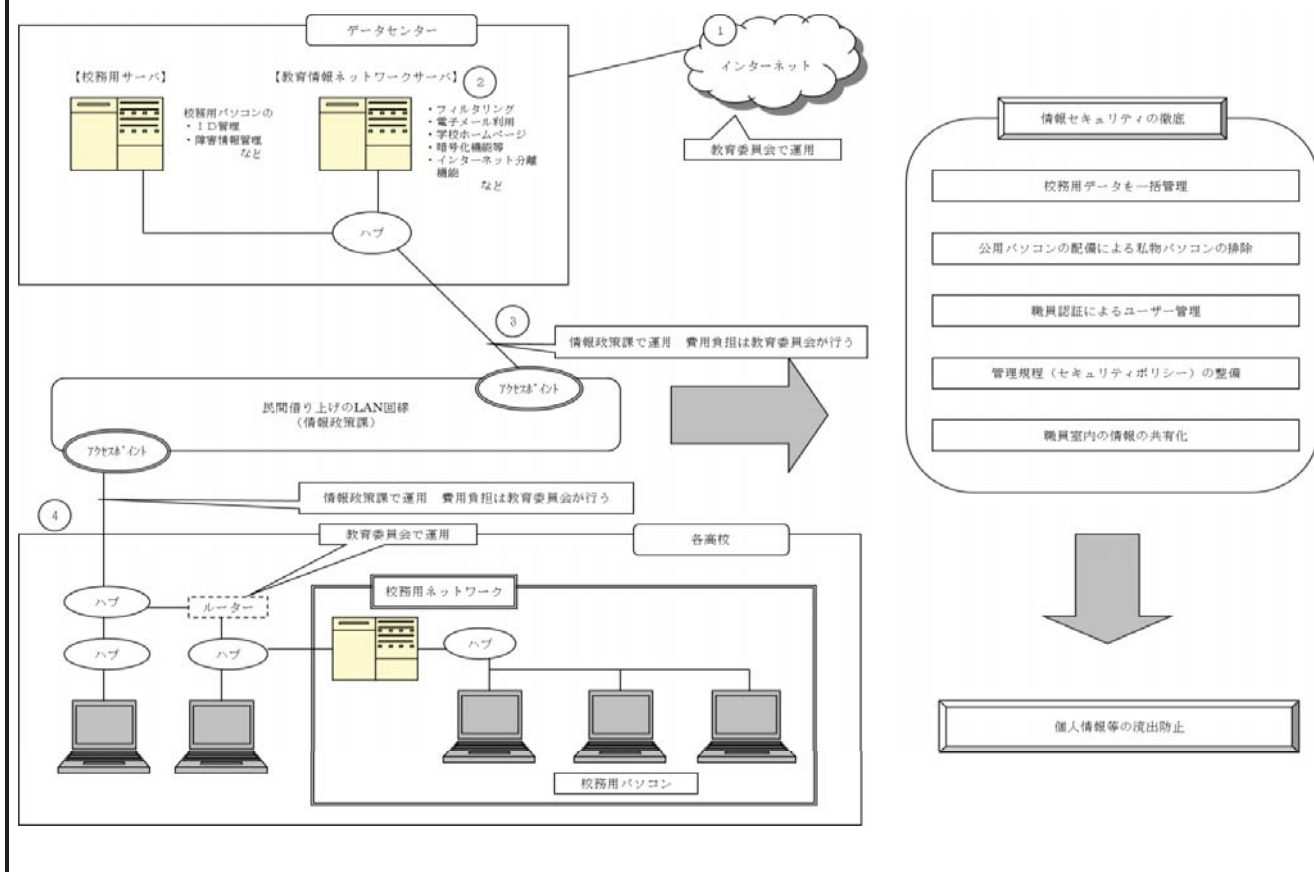 データセンター
①
インターネット
教育委員会で運用
【校務用サーバ】
校務用パソコンの
・ID管理
・障害情報管理
など
【教育情報ネットワークサーバ】
②
・フィルタリング
・電子メール利用
・学校ホームページ
・暗号化機能等
・インターネット分離
機能
など
ハブ
③
情報政策課で運用 費用負担は教育委員会が行う
アクセスポイント
民間借り上げのLAN回線
(情報政策課)
アクセスポイント
情報政策課で運用 費用負担は教育委員会が行う
④
教育委員会で運用
各高校
ハブ
ルーター
ハブ
ハブ
校務用ネットワーク
ハブ
校務用パソコン
情報セキュリティの徹底
校務用データを一括管理
公用パソコンの配備による私物パソコンの排除
職員認証によるユーザー管理
管理規程(セキュリティポリシー)の整備
職員室内の情報の共有化
個人情報等の流出防止